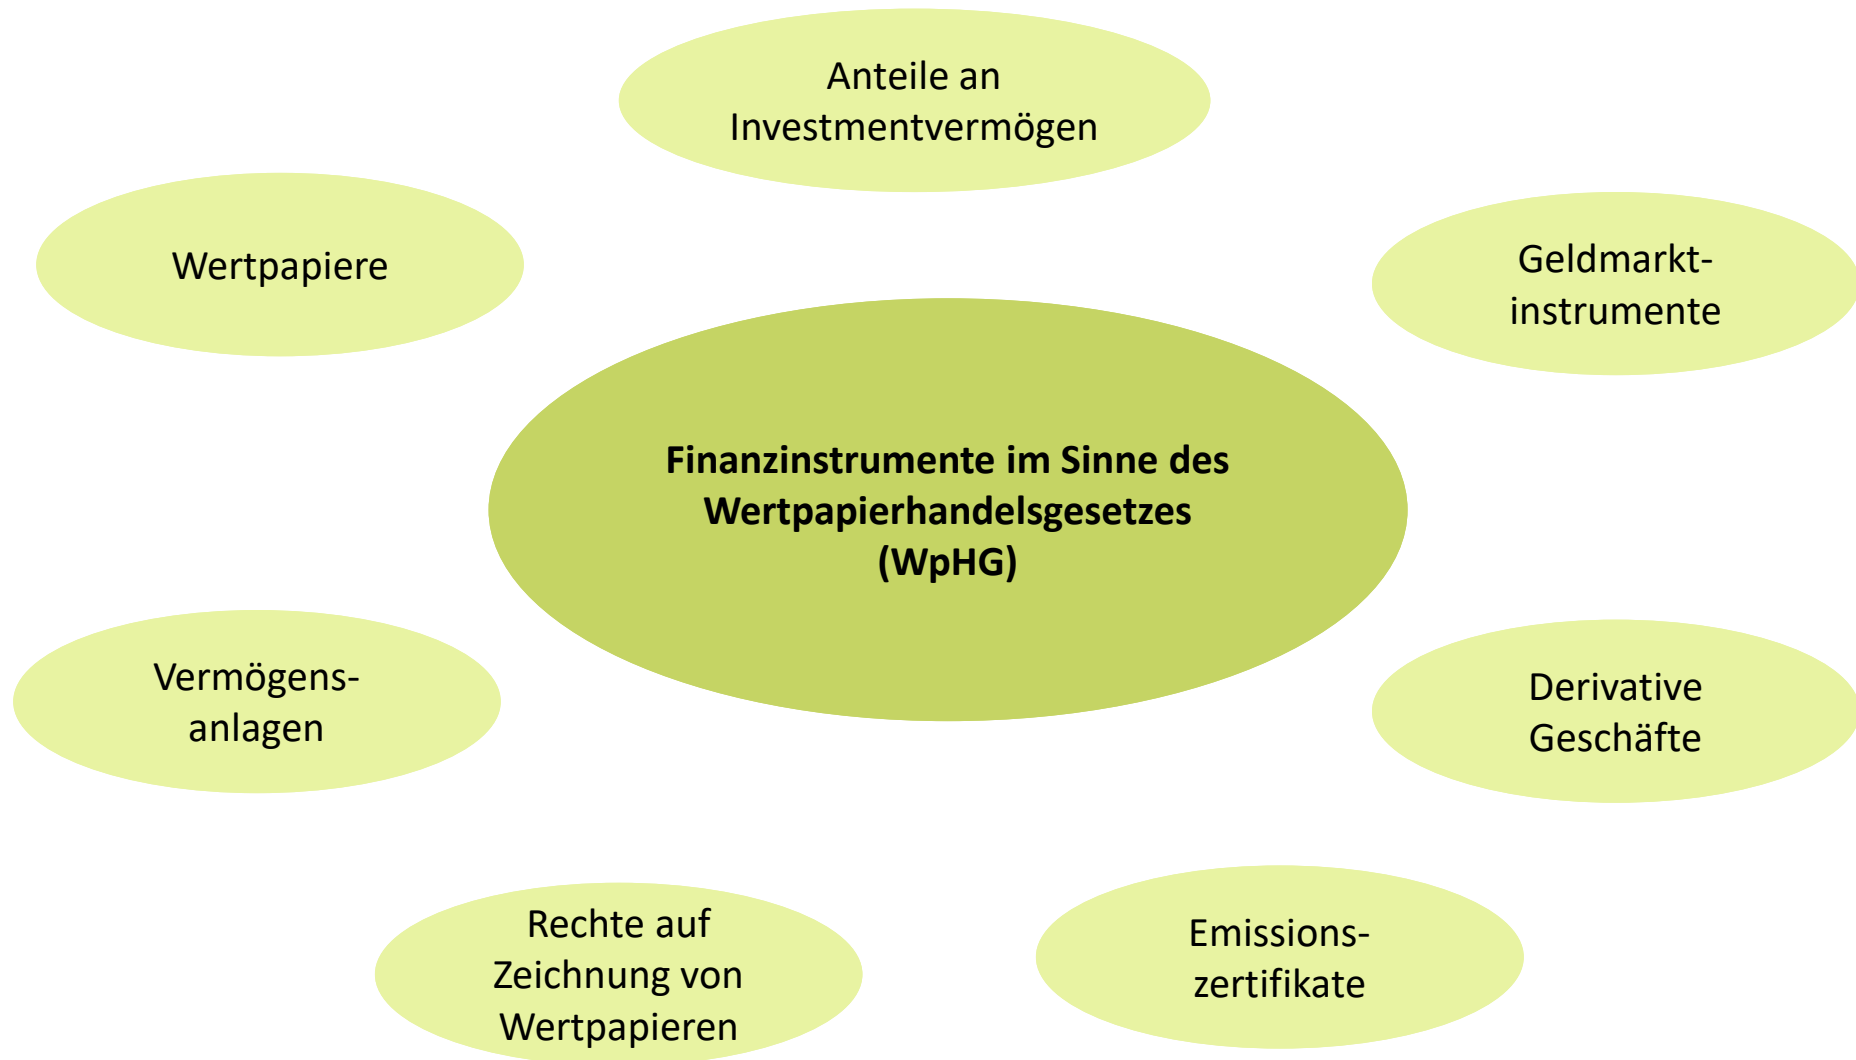 Anteile an
Investmentvermögen
Wertpapiere
Geldmarkt-
instrumente
Finanzinstrumente im Sinne des
Wertpapierhandelsgesetzes
(WpHG)
Vermögens-
anlagen
Derivative
Geschäfte
Rechte auf
Zeichnung von
Wertpapieren
Emissions-
zertifikate